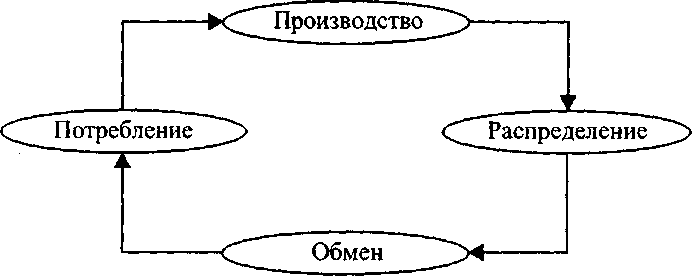 Производство
Потребление
Распределение
Обмен